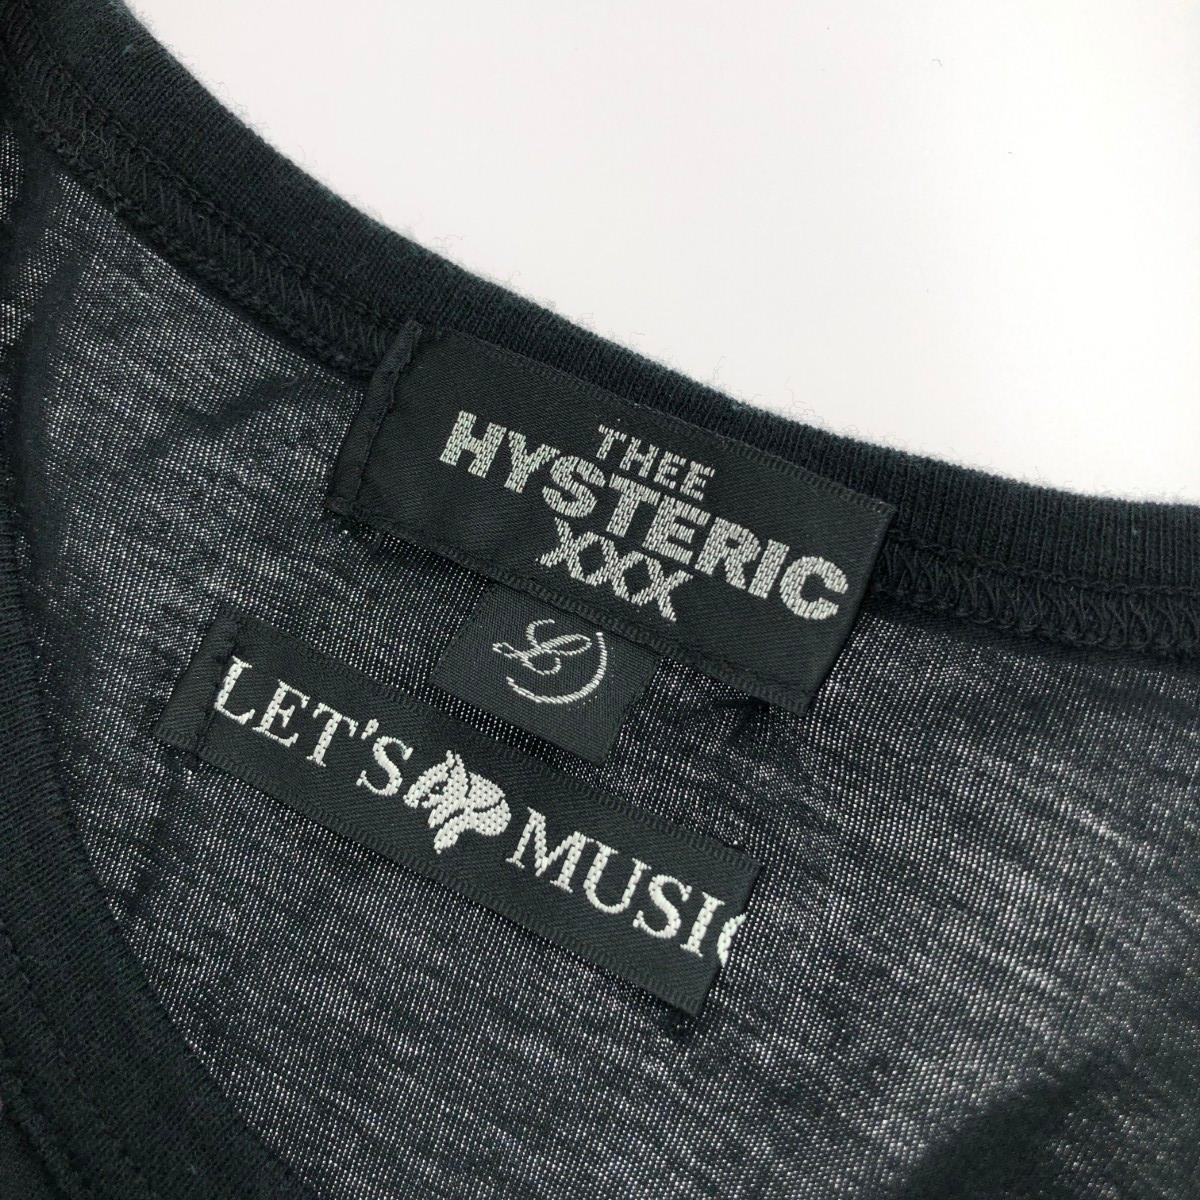 THEE
HYSTERIC
XXX
L
LET'S MUSIC